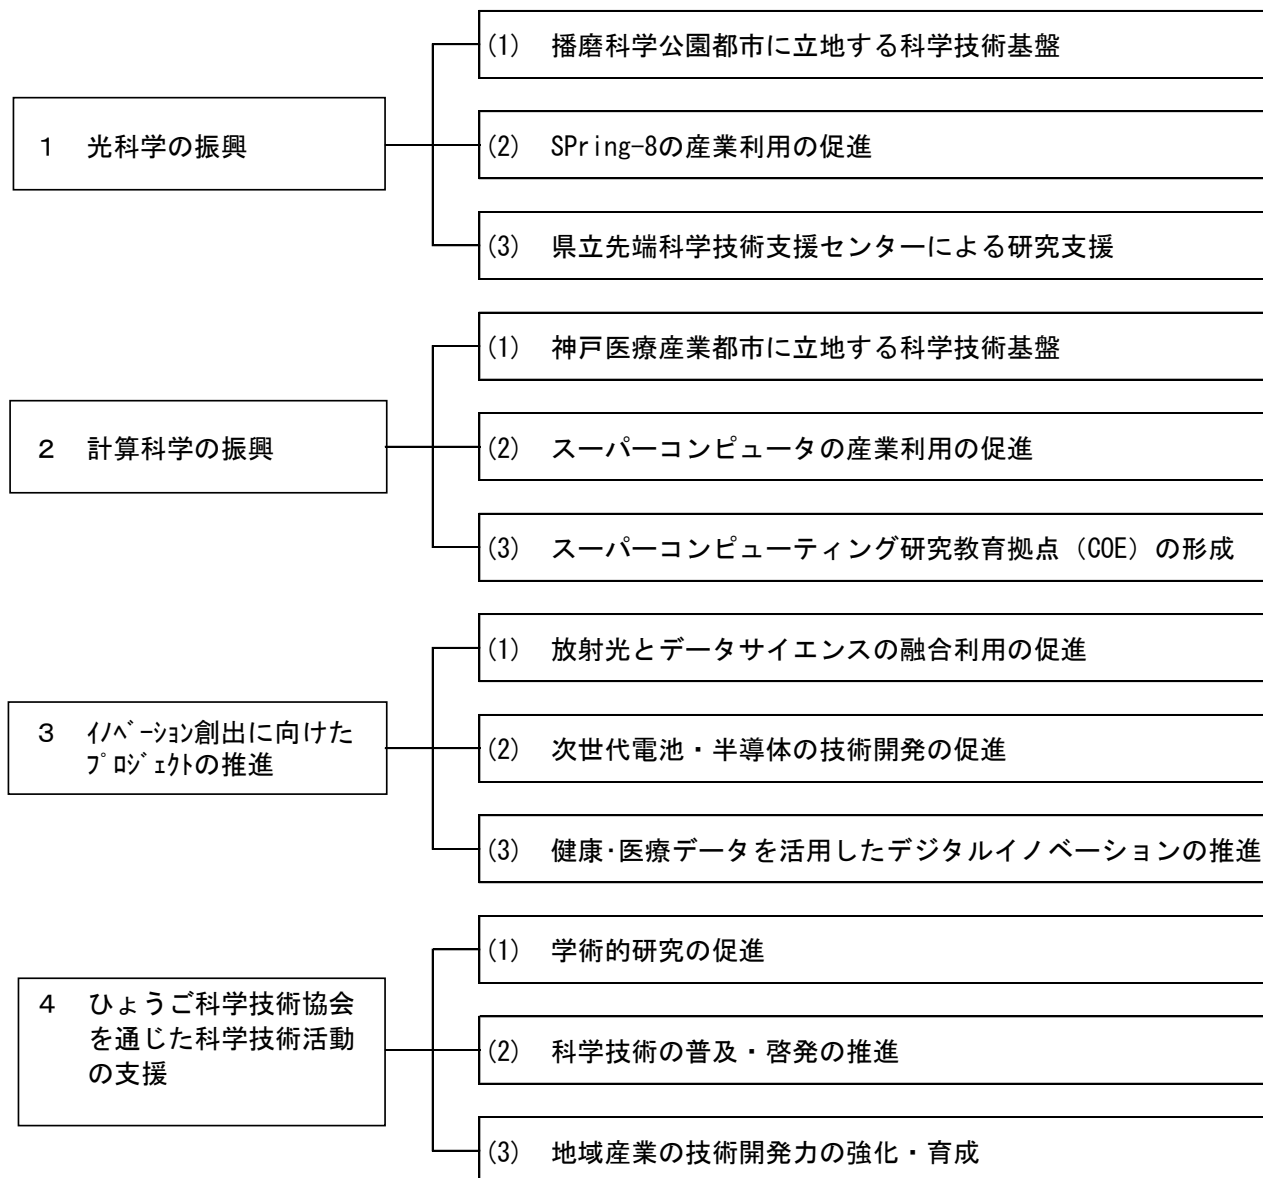 1 光科学の振興
(1) 播磨科学公園都市に立地する科学技術基盤
(2) SPring-8の産業利用の促進
(3) 県立先端科学技術支援センターによる研究支援
2 計算科学の振興
(1) 神戸医療産業都市に立地する科学技術基盤
(2) スーパーコンピュータの産業利用の促進
(3) スーパーコンピューティング研究教育拠点（COE）の形成
3 ｲﾉﾍﾞｰｼｮﾝ創出に向けた
ﾌﾟﾛｼﾞｪｸﾄの推進
(1) 放射光とデータサイエンスの融合利用の促進
(2) 次世代電池・半導体の技術開発の促進
(3) 健康･医療データを活用したデジタルイノベーションの推進
4 ひょうご科学技術協会
を通じた科学技術活動
の支援
(1) 学術的研究の促進
(2) 科学技術の普及・啓発の推進
(3) 地域産業の技術開発力の強化・育成